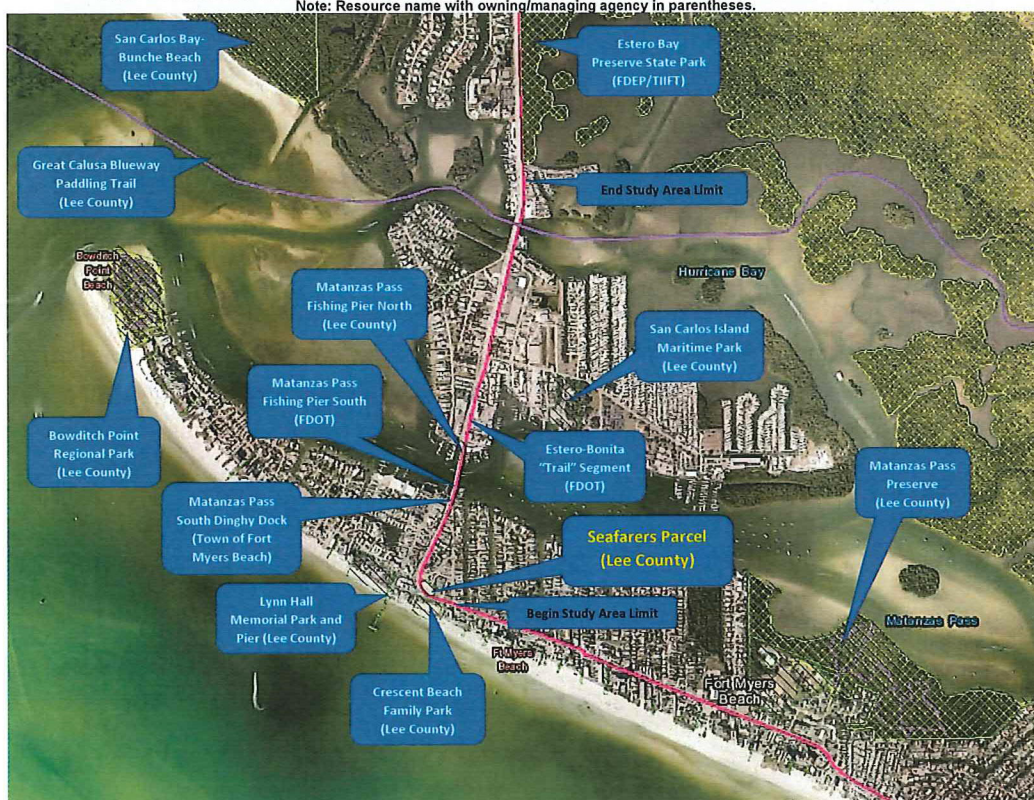 Note: Resource name with owning/managing agency in parentheses.
San Carlos Bay-
Bunche Beach
(Lee County)
Estero Bay
Preserve State Park
(FDEP/TIIFT)
Great Calusa Blueway
Paddling Trail
(Lee County)
End Study Area Limit
Bowditch
Point
Beach
Hurricane Bay
Matanzas Pass
Fishing Pier North
(Lee County)
San Carlos Island
Maritime Park
(Lee County)
Matanzas Pass
Fishing Pier South
(FDOT)
Bowditch Point
Regional Park
(Lee County)
Estero-Bonita
"Trail" Segment
(FDOT)
Matanzas Pass
Preserve
(Lee County)
Matanzas Pass
South Dinghy Dock
(Town of Fort
Myers Beach)
Seafarers Parcel
(Lee County)
Lynn Hall
Memorial Park and
Pier (Lee County)
Begin Study Area Limit
Matanzas Pass
Ft Myers
Beach
Fort Myers
Beach
Crescent Beach
Family Park
(Lee County)